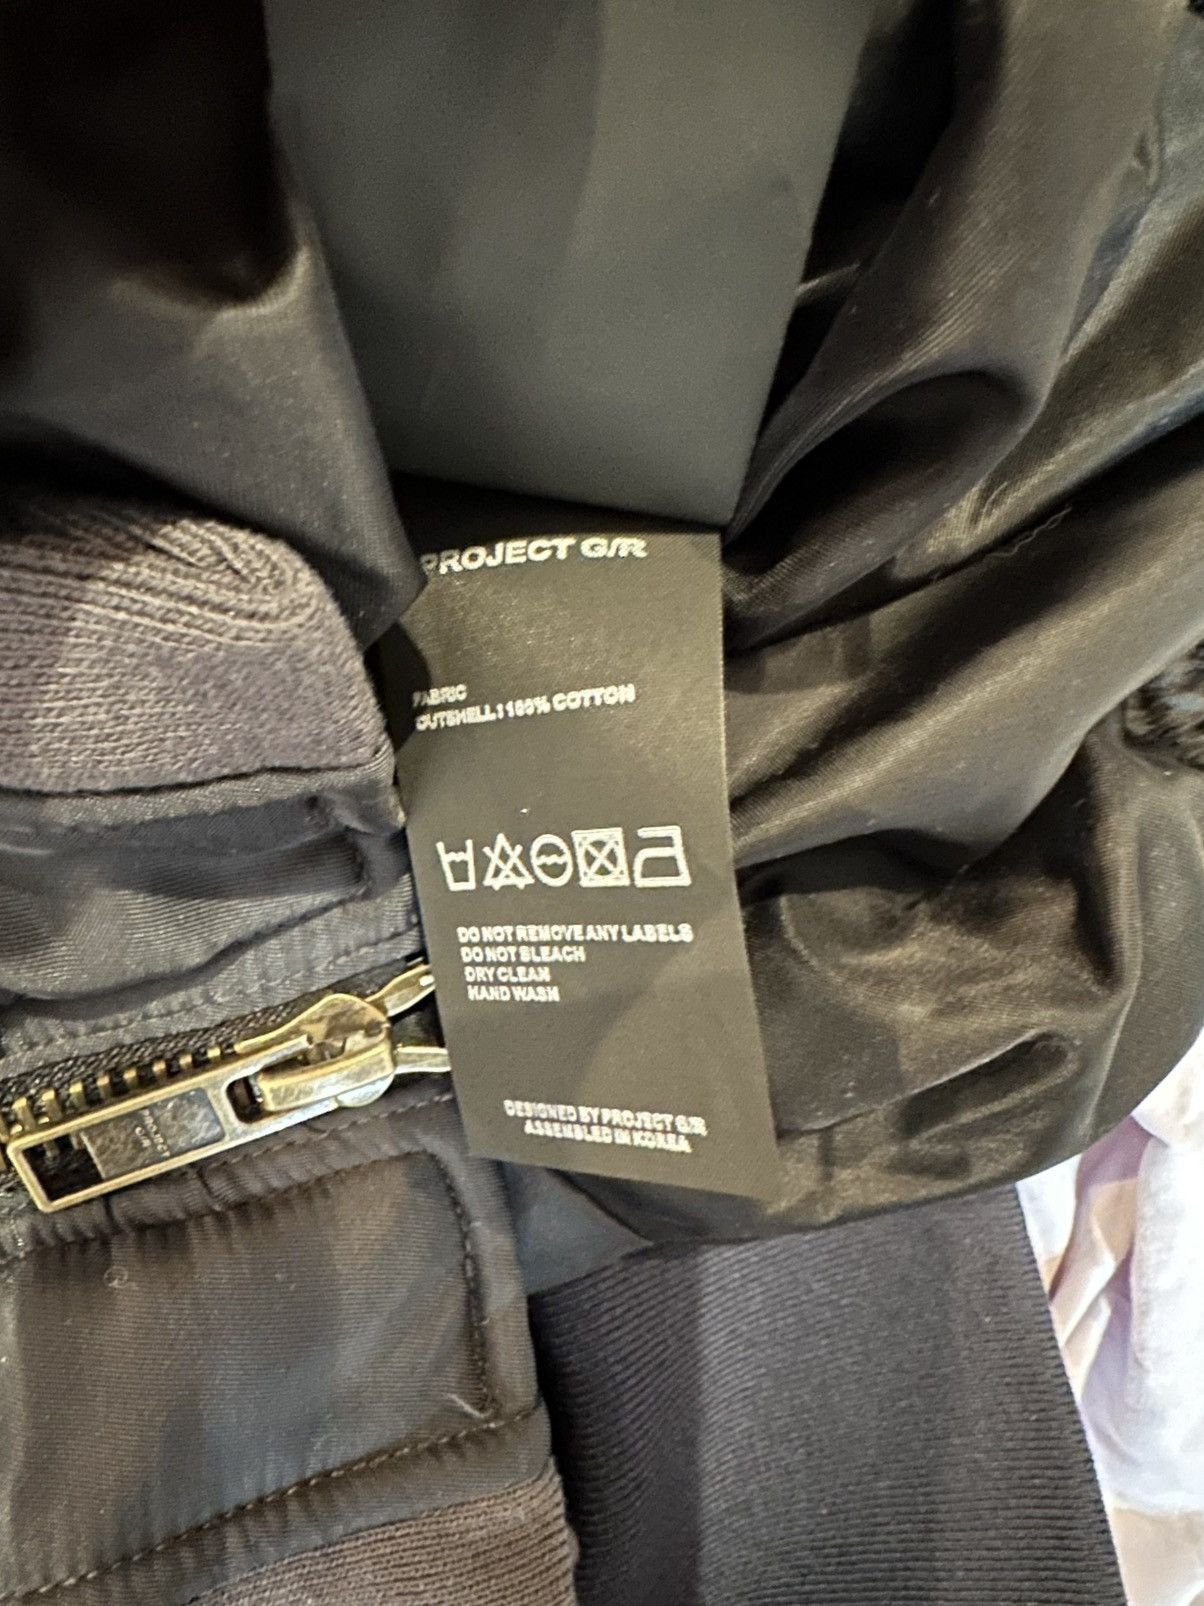 PROJECT G/R
FABRIC
OUTSHELL : 100% COTTON
DO NOT REMOVE ANY LABELS
DO NOT BLEACH
DRY CLEAN
HAND WASH
DESIGNED BY PROJECT G/R
ASSEMBLED IN KOREA
PROJECT
G/R